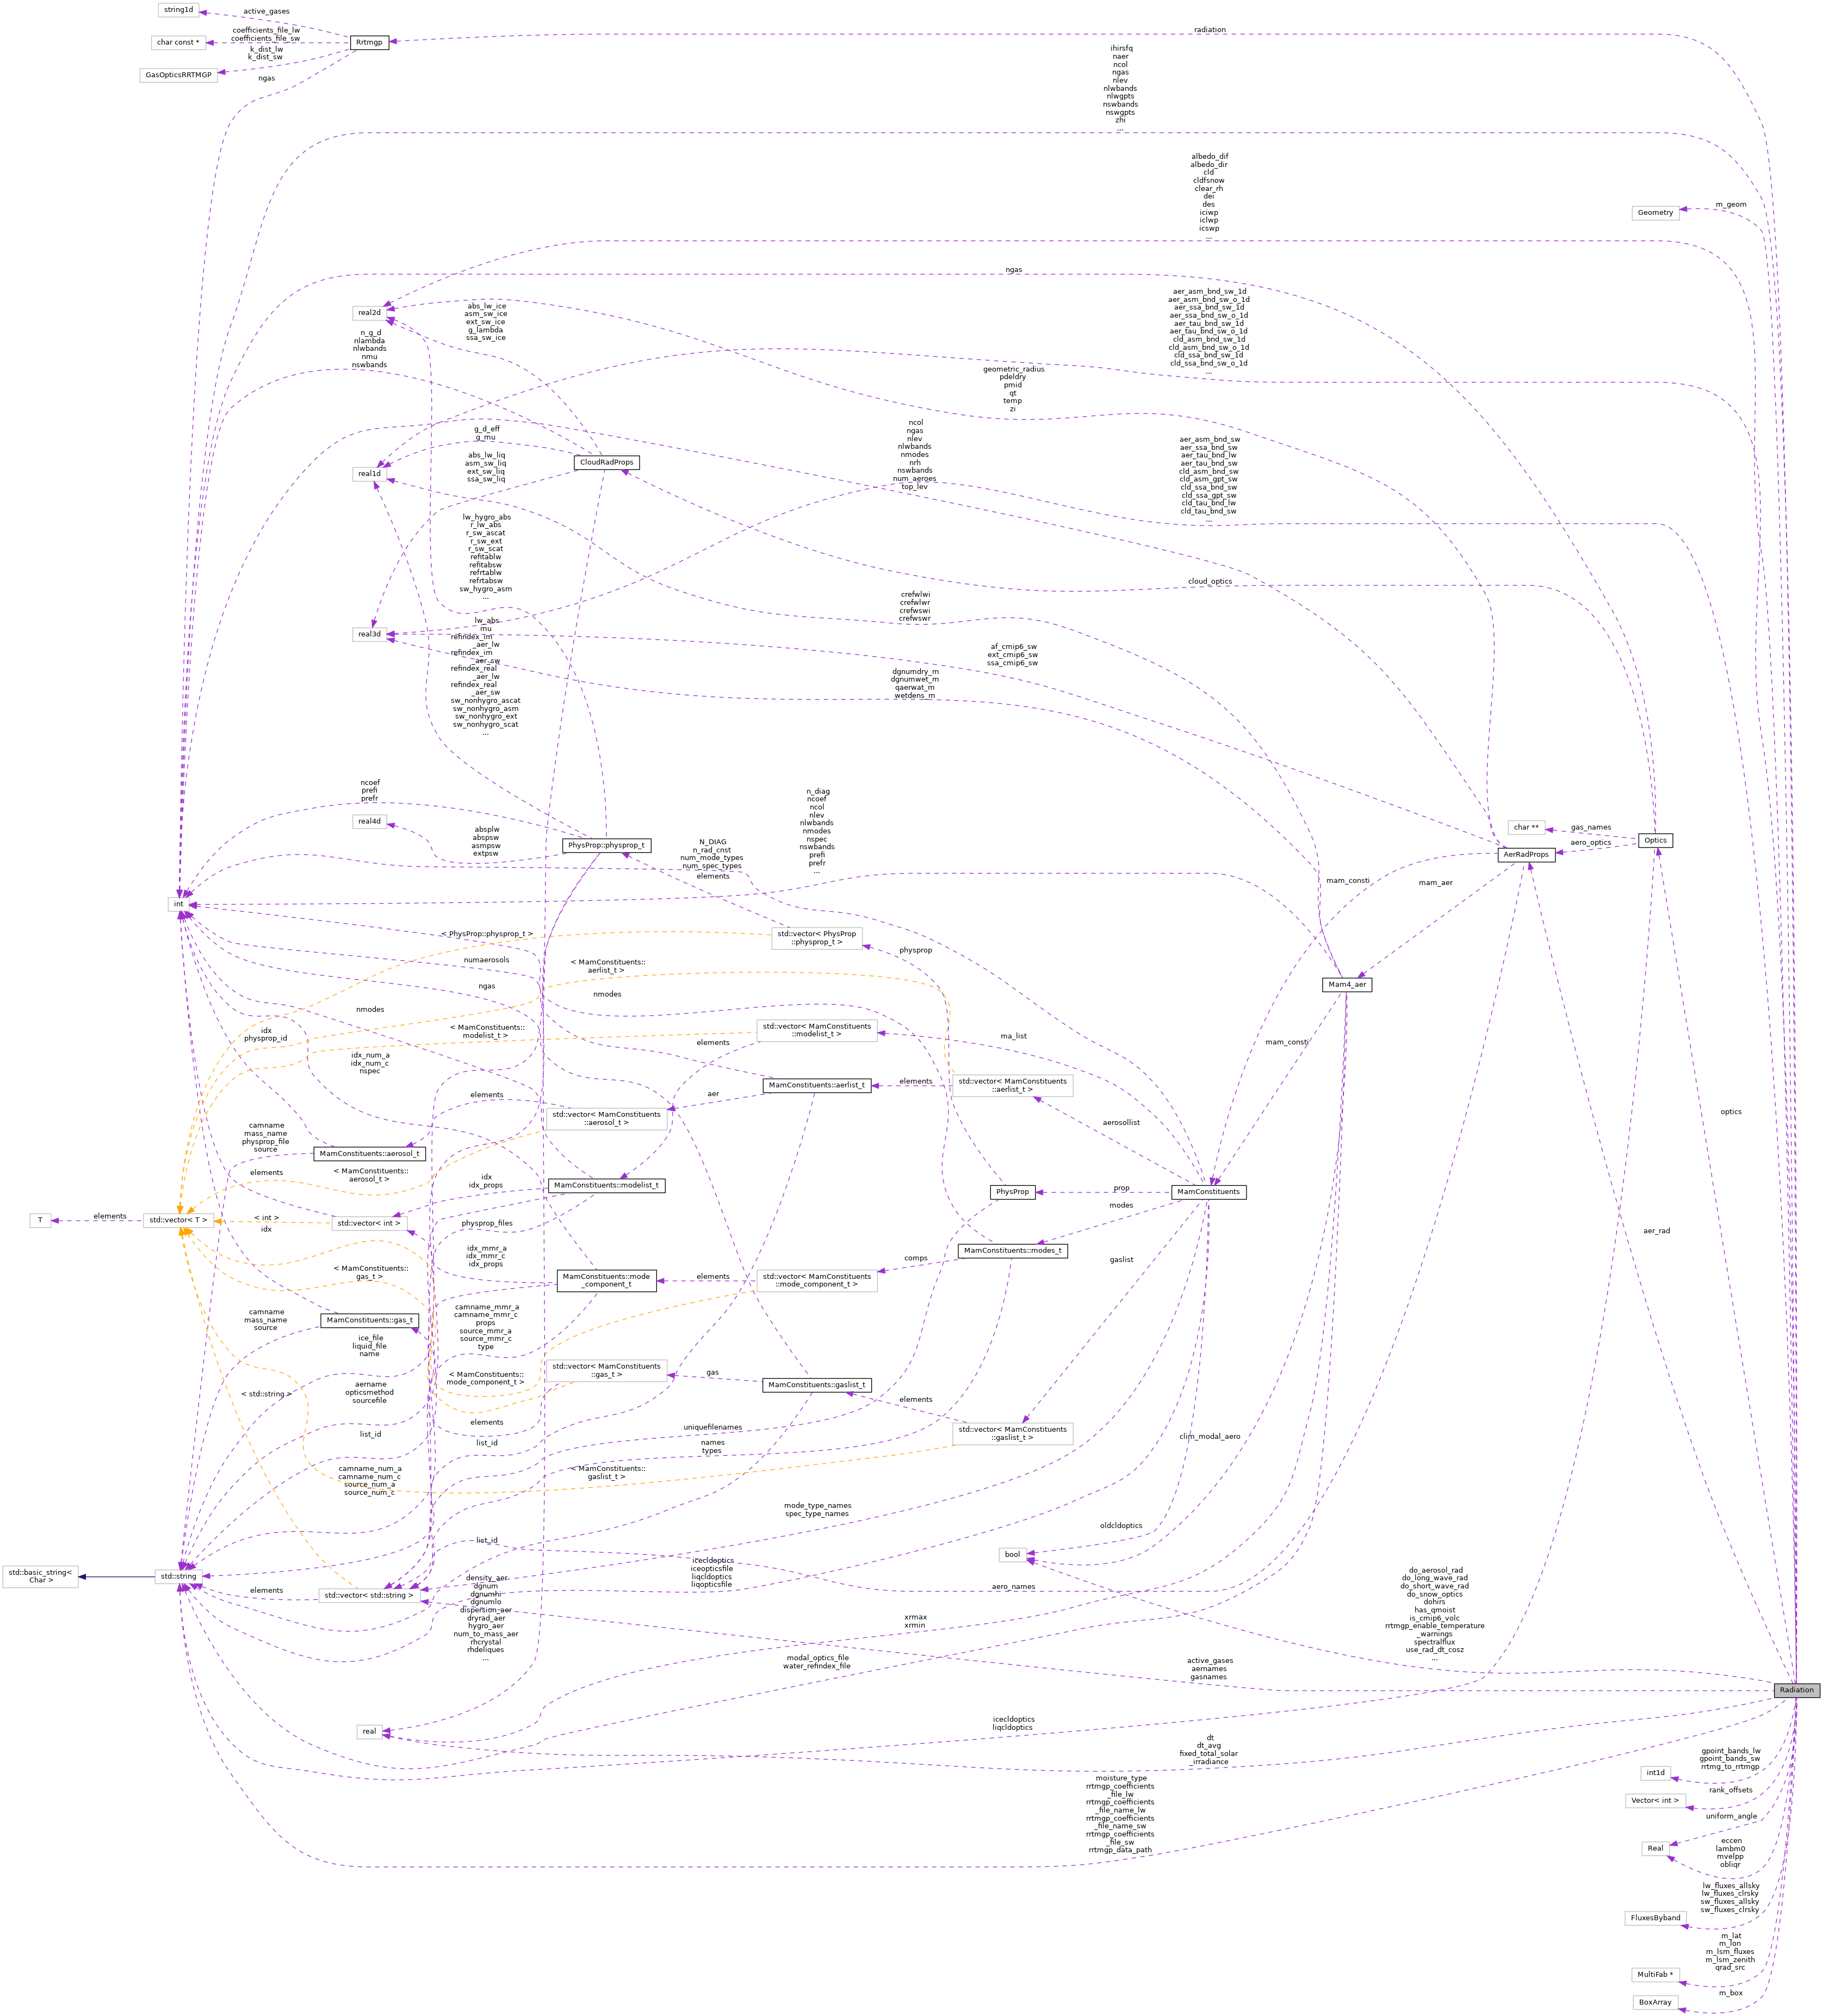 string1d
active_gases
char const *
coefficients_file_lw
coefficients_file_sw
Rrtmgp
k_dist_lw
k_dist_sw
GasOpticsRRTMGP
ngas
radiation
ihirsfq
naer
ncol
ngas
nlev
nlwbands
nlwgpts
nswbands
nswgpts
zhi
...
albedo_dif
albedo_dir
cld
cldfsnow
clear_rh
dei
des
iciwp
iclwp
icswp
...
Geometry
m_geom
ngas
real2d
abs_lw_ice
asm_sw_ice
ext_sw_ice
g_lambda
ssa_sw_ice
n_g_d
nlambda
nlwbands
nmu
nswbands
aer_asm_bnd_sw_1d
aer_asm_bnd_sw_o_1d
aer_ssa_bnd_sw_1d
aer_ssa_bnd_sw_o_1d
aer_tau_bnd_sw_1d
aer_tau_bnd_sw_o_1d
cld_asm_bnd_sw_1d
cld_asm_bnd_sw_o_1d
cld_ssa_bnd_sw_1d
cld_ssa_bnd_sw_o_1d
...
geometric_radius
pdeldry
pmid
qt
temp
zi
g_d_eff
g_mu
real1d
CloudRadProps
abs_lw_liq
asm_sw_liq
ext_sw_liq
ssa_sw_liq
ncol
ngas
nlev
nlwbands
nmodes
nrh
nswbands
num_aeroes
top_lev
aer_asm_bnd_sw
aer_ssa_bnd_sw
aer_tau_bnd_lw
aer_tau_bnd_sw
cld_asm_bnd_sw
cld_asm_gpt_sw
cld_ssa_bnd_sw
cld_ssa_gpt_sw
cld_tau_bnd_lw
cld_tau_bnd_sw
...
lw_hygro_abs
r_lw_abs
r_sw_ascat
r_sw_ext
r_sw_scat
refitablw
refitabsw
refrtablw
refrtabsw
sw_hygro_asm
...
cloud_optics
crefwlwi
crefwlwr
crefwswi
crefwswr
real3d
lw_abs
mu
refindex_im
_aer_lw
refindex_im
_aer_sw
refindex_real
_aer_lw
refindex_real
_aer_sw
sw_nonhygro_ascat
sw_nonhygro_asm
sw_nonhygro_ext
sw_nonhygro_scat
...
af_cmip6_sw
ext_cmip6_sw
ssa_cmip6_sw
dgnumdry_m
dgnumwet_m
qaerwat_m
wetdens_m
ncoef
prefi
prefr
real4d
absplw
abspsw
asmpsw
extpsw
PhysProp::physprop_t
N_DIAG
n_rad_cnst
num_mode_types
num_spec_types
elements
n_diag
ncoef
ncol
nlev
nlwbands
nmodes
nspec
nswbands
prefi
prefr
...
char **
gas_names
Optics
aero_optics
AerRadProps
mam_consti
mam_aer
int
< PhysProp::physprop_t >
std::vector< PhysProp
::physprop_t >
physprop
numaerosols
< MamConstituents::
aerlist_t >
ngas
nmodes
Mam4_aer
nmodes
idx
physprop_id
< MamConstituents::
modelist_t >
std::vector< MamConstituents
::modelist_t >
ma_list
mam_consti
elements
idx_num_a
idx_num_c
nspec
MamConstituents::aerlist_t
elements
std::vector< MamConstituents
::aerlist_t >
aer
elements
std::vector< MamConstituents
::aerosol_t >
aerosollist
optics
camname
mass_name
physprop_file
source
MamConstituents::aerosol_t
elements
< MamConstituents::
aerosol_t >
idx
idx_props
MamConstituents::modelist_t
PhysProp
prop
MamConstituents
modes
T
elements
std::vector< T >
< int >
idx
std::vector< int >
physprop_files
aer_rad
idx_mmr_a
idx_mmr_c
idx_props
MamConstituents::modes_t
comps
gaslist
< MamConstituents::
gas_t >
MamConstituents::mode
_component_t
elements
std::vector< MamConstituents
::mode_component_t >
camname
mass_name
source
MamConstituents::gas_t
camname_mmr_a
camname_mmr_c
props
source_mmr_a
source_mmr_c
type
ice_file
liquid_file
name
std::vector< MamConstituents
::gas_t >
gas
MamConstituents::gaslist_t
< MamConstituents::
mode_component_t >
aername
opticsmethod
sourcefile
< std::string >
elements
uniquefilenames
elements
std::vector< MamConstituents
::gaslist_t >
list_id
list_id
names
types
clim_modal_aero
< MamConstituents::
gaslist_t >
camname_num_a
camname_num_c
source_num_a
source_num_c
mode_type_names
spec_type_names
oldcldoptics
list_id
bool
icecldoptics
iceopticsfile
liqcldoptics
liqopticsfile
aero_names
std::basic_string<
Char >
std::string
elements
std::vector< std::string >
density_aer
dgnum
dgnumhi
dgnumlo
dispersion_aer
dryrad_aer
hygro_aer
num_to_mass_aer
rhcrystal
rhdeliques
...
xrmax
xrmin
do_aerosol_rad
do_long_wave_rad
do_short_wave_rad
do_snow_optics
dohirs
has_qmoist
is_cmip6_volc
rrtmgp_enable_temperature
_warnings
spectralflux
use_rad_dt_cosz
...
modal_optics_file
water_refindex_file
active_gases
aernames
gasnames
Radiation
real
icecldoptics
liqcldoptics
dt
dt_avg
fixed_total_solar
_irradiance
moisture_type
rrtmgp_coefficients
_file_lw
rrtmgp_coefficients
_file_name_lw
rrtmgp_coefficients
_file_name_sw
rrtmgp_coefficients
_file_sw
rrtmgp_data_path
int1d
gpoint_bands_lw
gpoint_bands_sw
rrtmg_to_rrtmgp
Vector< int >
rank_offsets
uniform_angle
Real
eccen
lambm0
mvelpp
obliqr
FluxesByband
lw_fluxes_allsky
lw_fluxes_clrsky
sw_fluxes_allsky
sw_fluxes_clrsky
m_lat
m_lon
m_lsm_fluxes
m_lsm_zenith
qrad_src
MultiFab *
m_box
BoxArray